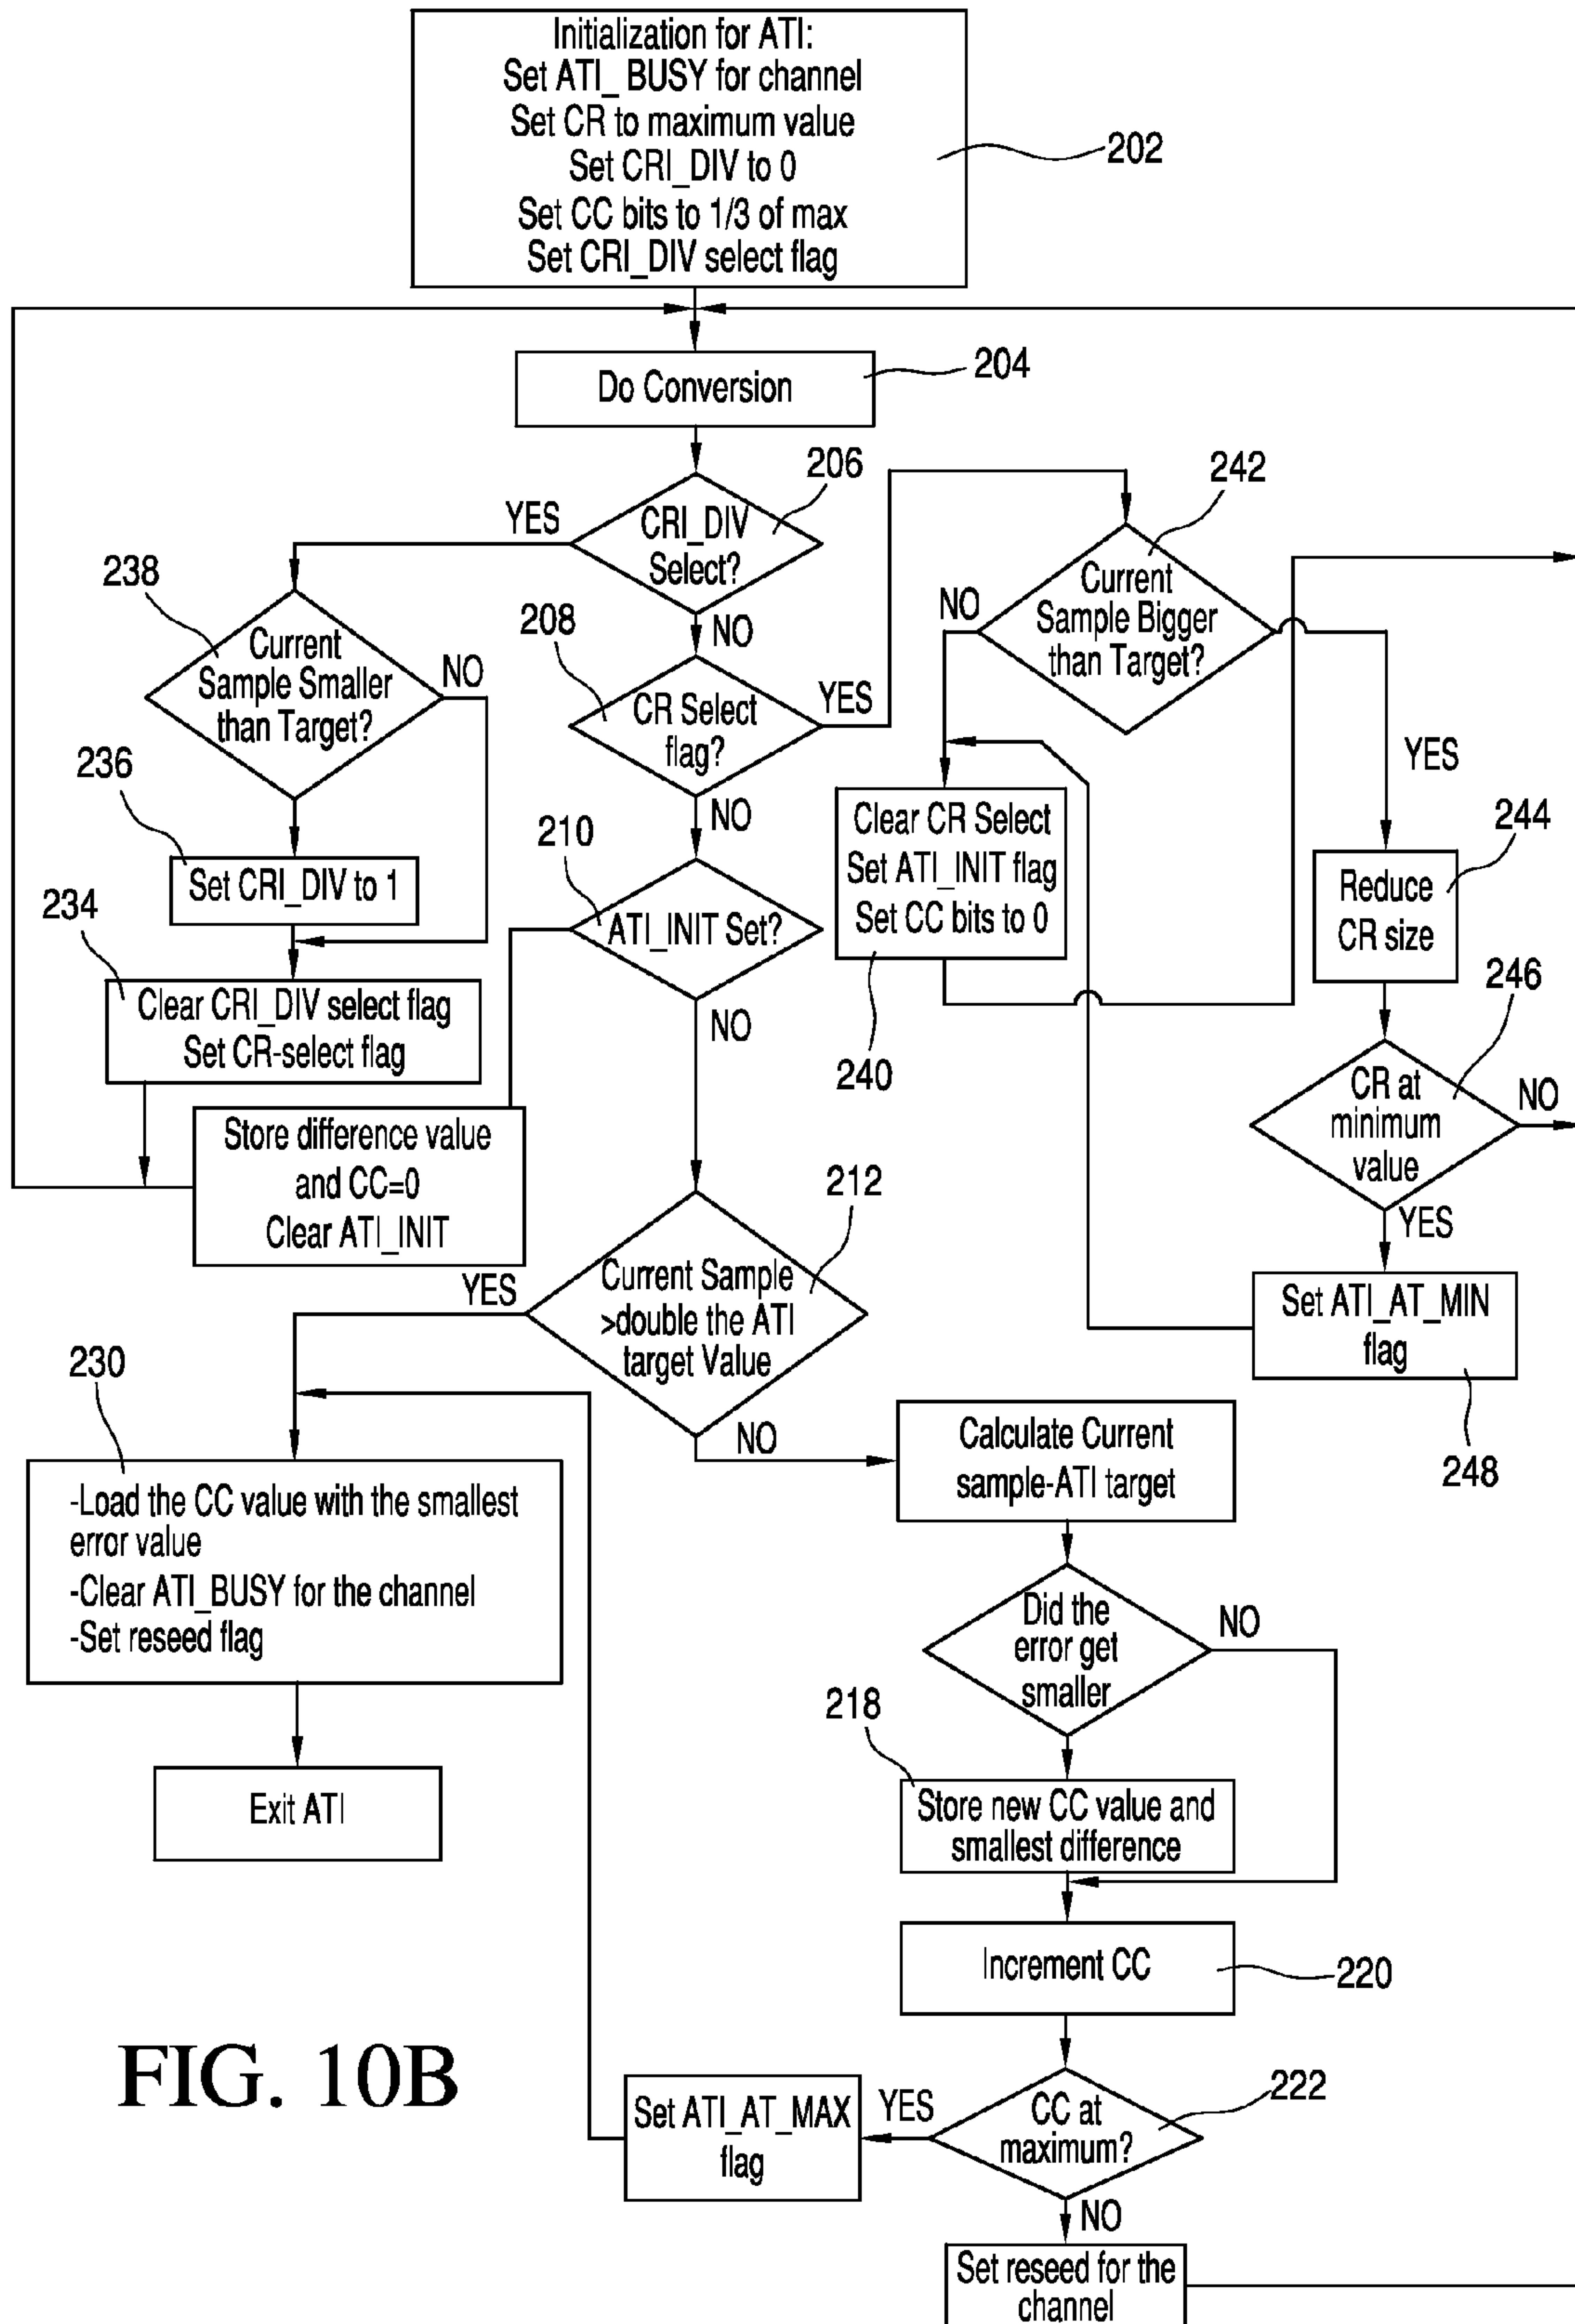 Initialization for ATI:
Set ATI_ BUSY for channel
Set CR to maximum value
Set CRI_DIV to 0
Set CC bits to 1/3 of max
Set CRI_DIV select flag
202
Do Conversion
204
206
CRI_DIV
Select?
YES
NO
238
Current
Sample Smaller
than Target?
NO
208
CR Select
flag?
YES
NO
242
Current
Sample Bigger
than Target?
NO
YES
236
Set CRI_DIV to 1
210
ATI_INIT Set?
NO
Clear CR Select
Set ATI_INIT flag
Set CC bits to 0
240
244
Reduce
CR size
234
Clear CRI_DIV select flag
Set CR-select flag
246
CR at
minimum
value
NO
YES
Store difference value
and CC=0
Clear ATI_INIT
212
Current Sample
>double the ATI
target Value
YES
NO
Set ATI_AT_MIN
flag
248
230
-Load the CC value with the smallest
error value
-Clear ATI_BUSY for the channel
-Set reseed flag
Calculate Current
sample-ATI target
Did the
error get
smaller
NO
Exit ATI
218
Store new CC value and
smallest difference
Increment CC
220
FIG. 10B
Set ATI_AT_MAX
flag
YES
CC at
maximum?
222
NO
Set reseed for the
channel